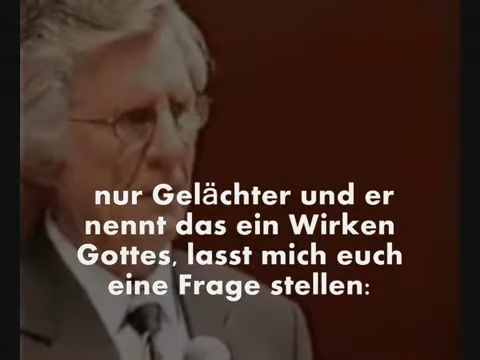 nur Gelächter und er
nennt das ein Wirken
Gottes, lasst mich euch
eine Frage stellen: